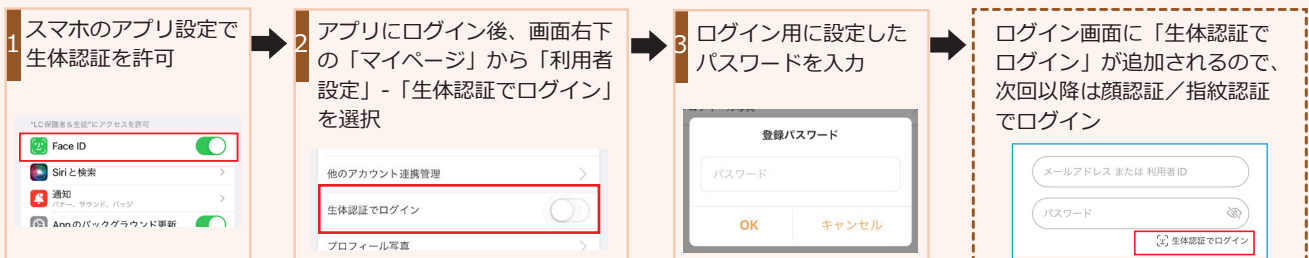 1
スマホのアプリ設定で
生体認証を許可
"LC保護者&生徒"にアクセスを許可
Face ID
Siriと検索
通知
バナー、サウンド、バッジ
Appのバックグラウンド更新
2
アプリにログイン後、画面右下
の「マイページ」から「利用者
設定」-「生体認証でログイン」
を選択
他のアカウント連携管理
生体認証でログイン
プロフィール写真
3
ログイン用に設定した
パスワードを入力
登録パスワード
パスワード
OK
キャンセル
ログイン画面に「生体認証で
ログイン」が追加されるので、
次回以降は顔認証／指紋認証
でログイン
メールアドレス または 利用者ID
パスワード
生体認証でログイン